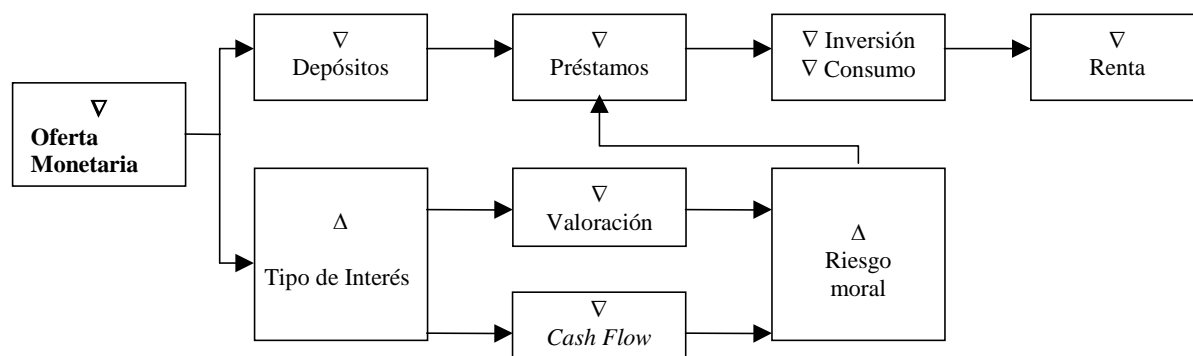 ∇
Depósitos
∇
Préstamos
∇ Inversión
∇ Consumo
∇
Renta
∇
Oferta
Monetaria
Δ
Tipo de Interés
∇
Valoración
∇
Cash Flow
Δ
Riesgo
moral